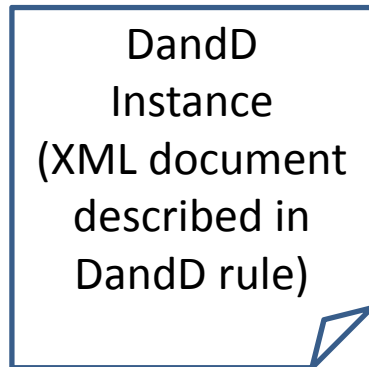 DandD
Instance
(XML document
described in
DandD rule)